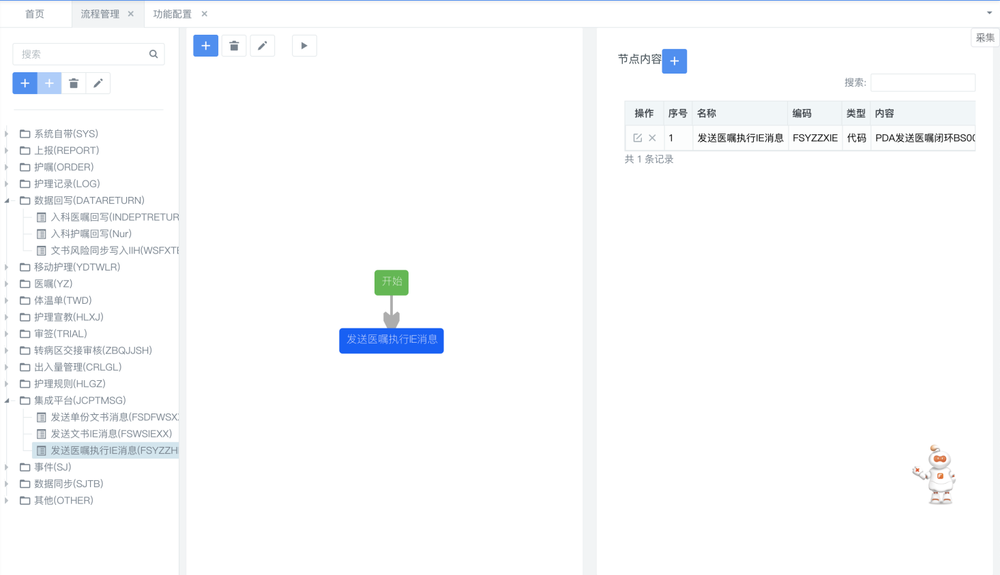 首页
流程管理
功能配置
采集
搜索
系统自带(SYS)
上报(REPORT)
护嘱(ORDER)
护理记录(LOG)
数据回写(DATARETURN)
入科医嘱回写(INDEPTRETUR
入科护嘱回写(Nur)
文书风险同步写入IIH(WSFXTB
移动护理(YDTWLR)
医嘱(YZ)
体温单(TWD)
护理宣教(HLXJ)
审签(TRIAL)
转病区交接审核(ZBQJJSH)
出入量管理(CRLGL)
护理规则(HLGZ)
集成平台(JCPTMSG)
发送单份文书消息(FSDFWSX
发送文书IE消息(FSWSIEXX)
发送医嘱执行IE消息(FSYZZH
事件(SJ)
数据同步(SJTB)
其他(OTHER)
开始
发送医嘱执行IE消息
节点内容
搜索:
操作 序号 名称 编码 类型 内容
1 发送医嘱执行IE消息 FSYZZXIE 代码 PDA发送医嘱闭环BS00
共 1 条记录